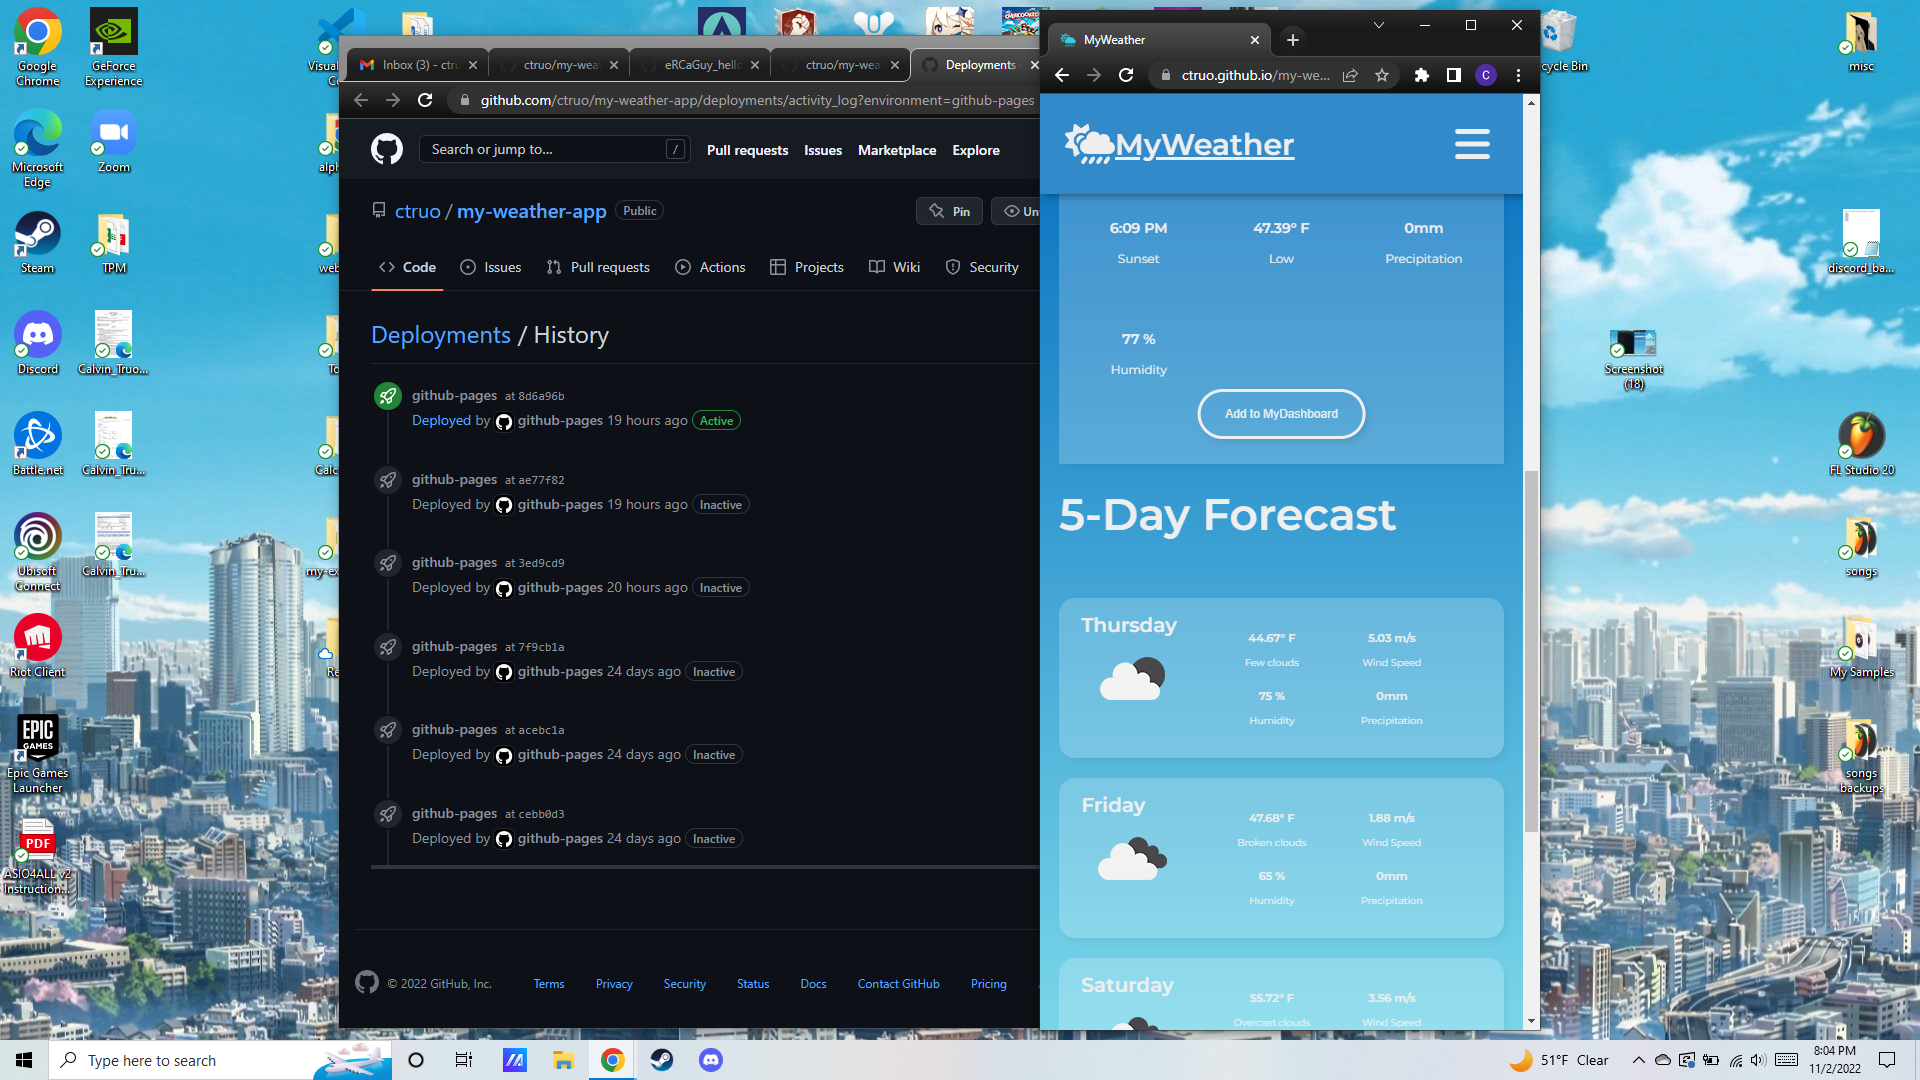 Google
Chrome
GeForce
Experience
Microsoft
Edge
Zoom
Steam
TPM
Discord
Calvin_Truo...
Battle.net
Calvin_Tru...
Ubisoft
Connect
Calvin_Tru...
Riot Client
EPIC
GAMES
Epic Games
Launcher
PDF
ASIO4ALL v2
Instruction...
Inbox (3) - ctru
ctruo/my-wea
eRCaGuy_hello
ctruo/my-wea
Deployments
github.com/ctruo/my-weather-app/deployments/activity_log?environment=github-pages
Search or jump to...
/
Pull requests
Issues
Marketplace
Explore
ctruo / my-weather-app
Public
Pin
Un
Code
Issues
Pull requests
Actions
Projects
Wiki
Security
Deployments / History
github-pages at 8d6a96b
Deployed by github-pages 19 hours ago Active
github-pages at ae77f82
Deployed by github-pages 19 hours ago Inactive
github-pages at 3ed9cd9
Deployed by github-pages 20 hours ago Inactive
github-pages at 7f9cb1a
Deployed by github-pages 24 days ago Inactive
github-pages at acebc1a
Deployed by github-pages 24 days ago Inactive
github-pages at cebb0d3
Deployed by github-pages 24 days ago Inactive
© 2022 GitHub, Inc.
Terms
Privacy
Security
Status
Docs
Contact GitHub
Pricing
MyWeather
ctruo.github.io/my-we...
C
MyWeather
6:09 PM
Sunset
47.39° F
Low
0mm
Precipitation
77 %
Humidity
Add to MyDashboard
5-Day Forecast
Thursday
44.67° F
Few clouds
5.03 m/s
Wind Speed
75 %
Humidity
0mm
Precipitation
Friday
47.68° F
Broken clouds
1.88 m/s
Wind Speed
65 %
Humidity
0mm
Precipitation
Saturday
55.72° F
Overcast clouds
3.56 m/s
Wind Speed
cycle Bin
misc
discord_ba...
Screenshot
(18)
FL Studio 20
songs
My Samples
songs
backups
Type here to search
51°F Clear
8:04 PM
11/2/2022